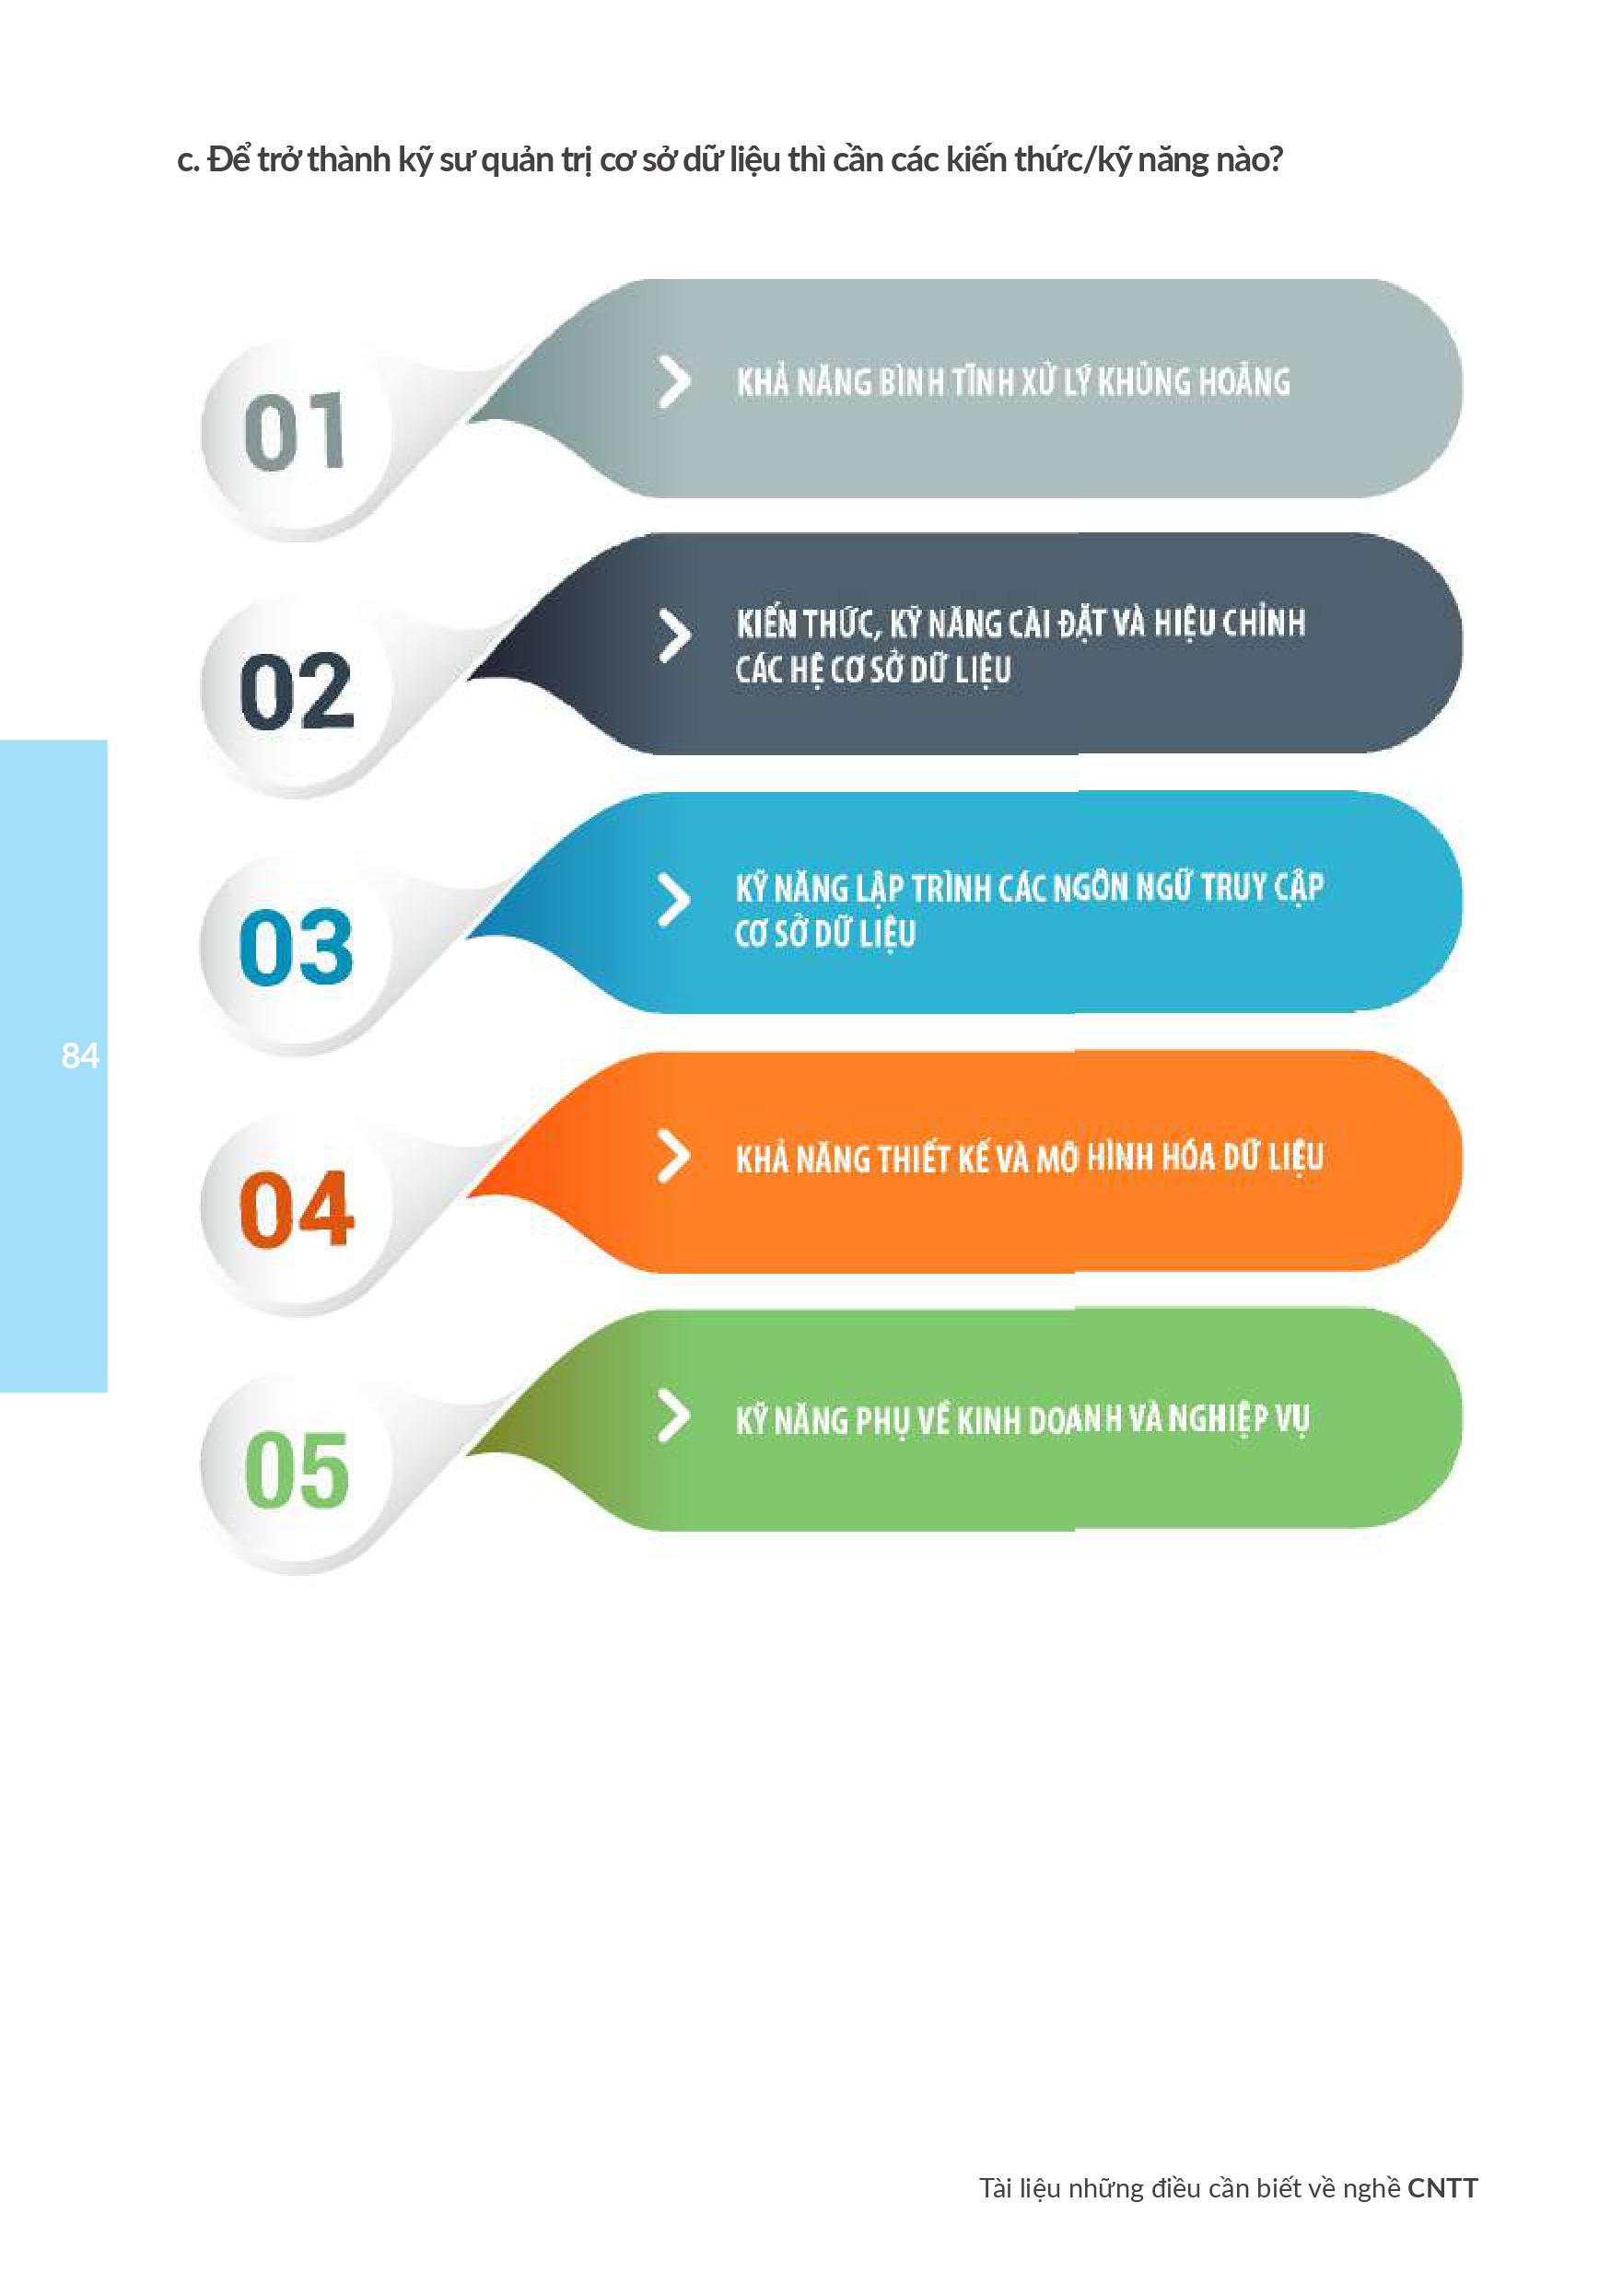 c. Để trở thành kỹ sư quản trị cơ sở dữ liệu thì cần các kiến thức/kỹ năng nào?
01
KHẢ NĂNG BÌNH TĨNH XỬ LÝ KHỦNG HOẢNG
02
KIẾN THỨC, KỸ NĂNG CÀI ĐẶT VÀ HIỆU CHỈNH
CÁC HỆ CƠ SỞ DỮ LIỆU
03
KỸ NĂNG LẬP TRÌNH CÁC NGÔN NGỮ TRUY CẬP
CƠ SỞ DỮ LIỆU
84
04
KHẢ NĂNG THIẾT KẾ VÀ MÔ HÌNH HÓA DỮ LIỆU
05
KỸ NĂNG PHỤ VỀ KINH DOANH VÀ NGHIỆP VỤ
Tài liệu những điều cần biết về nghề CNTT